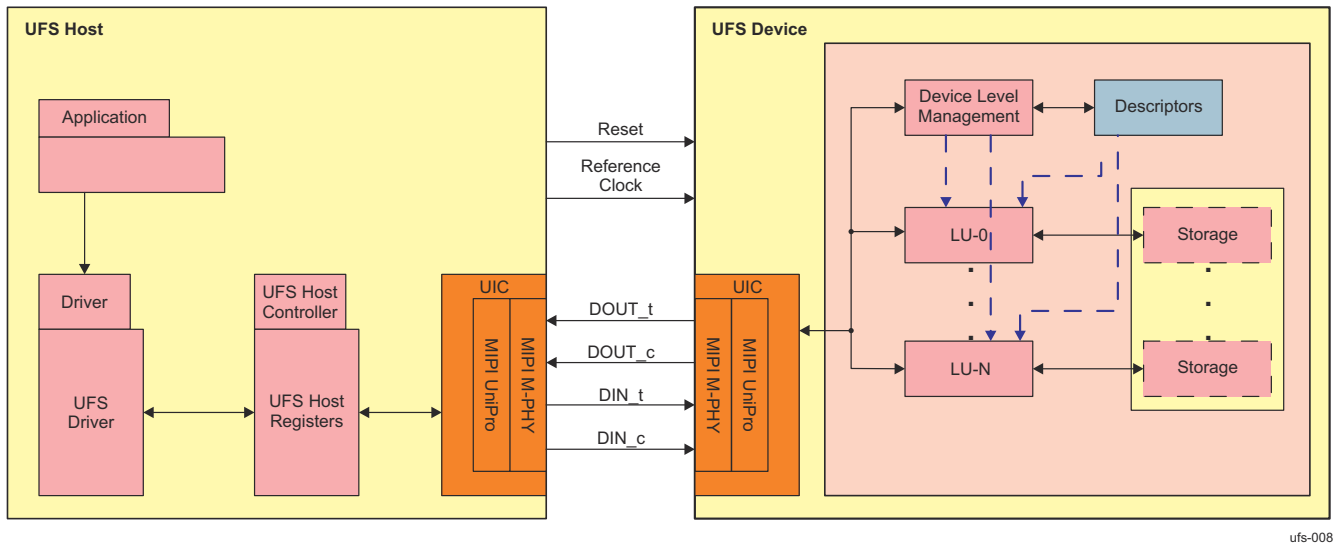 UFS Host
Application
Driver
UFS
Driver
UFS Host
Controller
UFS Host
Registers
UIC
MIPI UniPro
MIPI M-PHY
Reset
Reference
Clock
DOUT_t
DOUT_c
DIN_t
DIN_c
UFS Device
UIC
MIPI M-PHY
MIPI UniPro
Device Level
Management
Descriptors
LU-0
Storage
LU-N
Storage
ufs-008